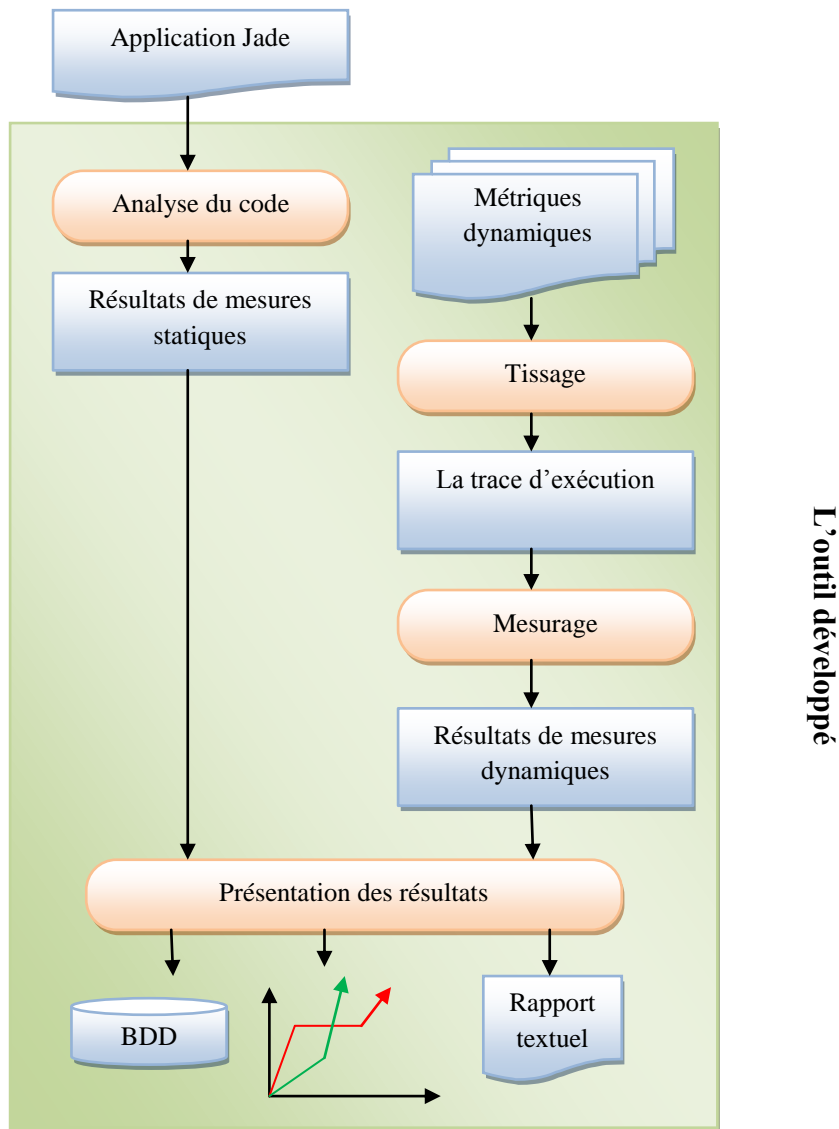 Application Jade
Analyse du code
Métriques
dynamiques
Résultats de mesures
statiques
Tissage
La trace d’exécution
Mesurage
Résultats de mesures
dynamiques
Présentation des résultats
BDD
Rapport
textuel
L’outil développé